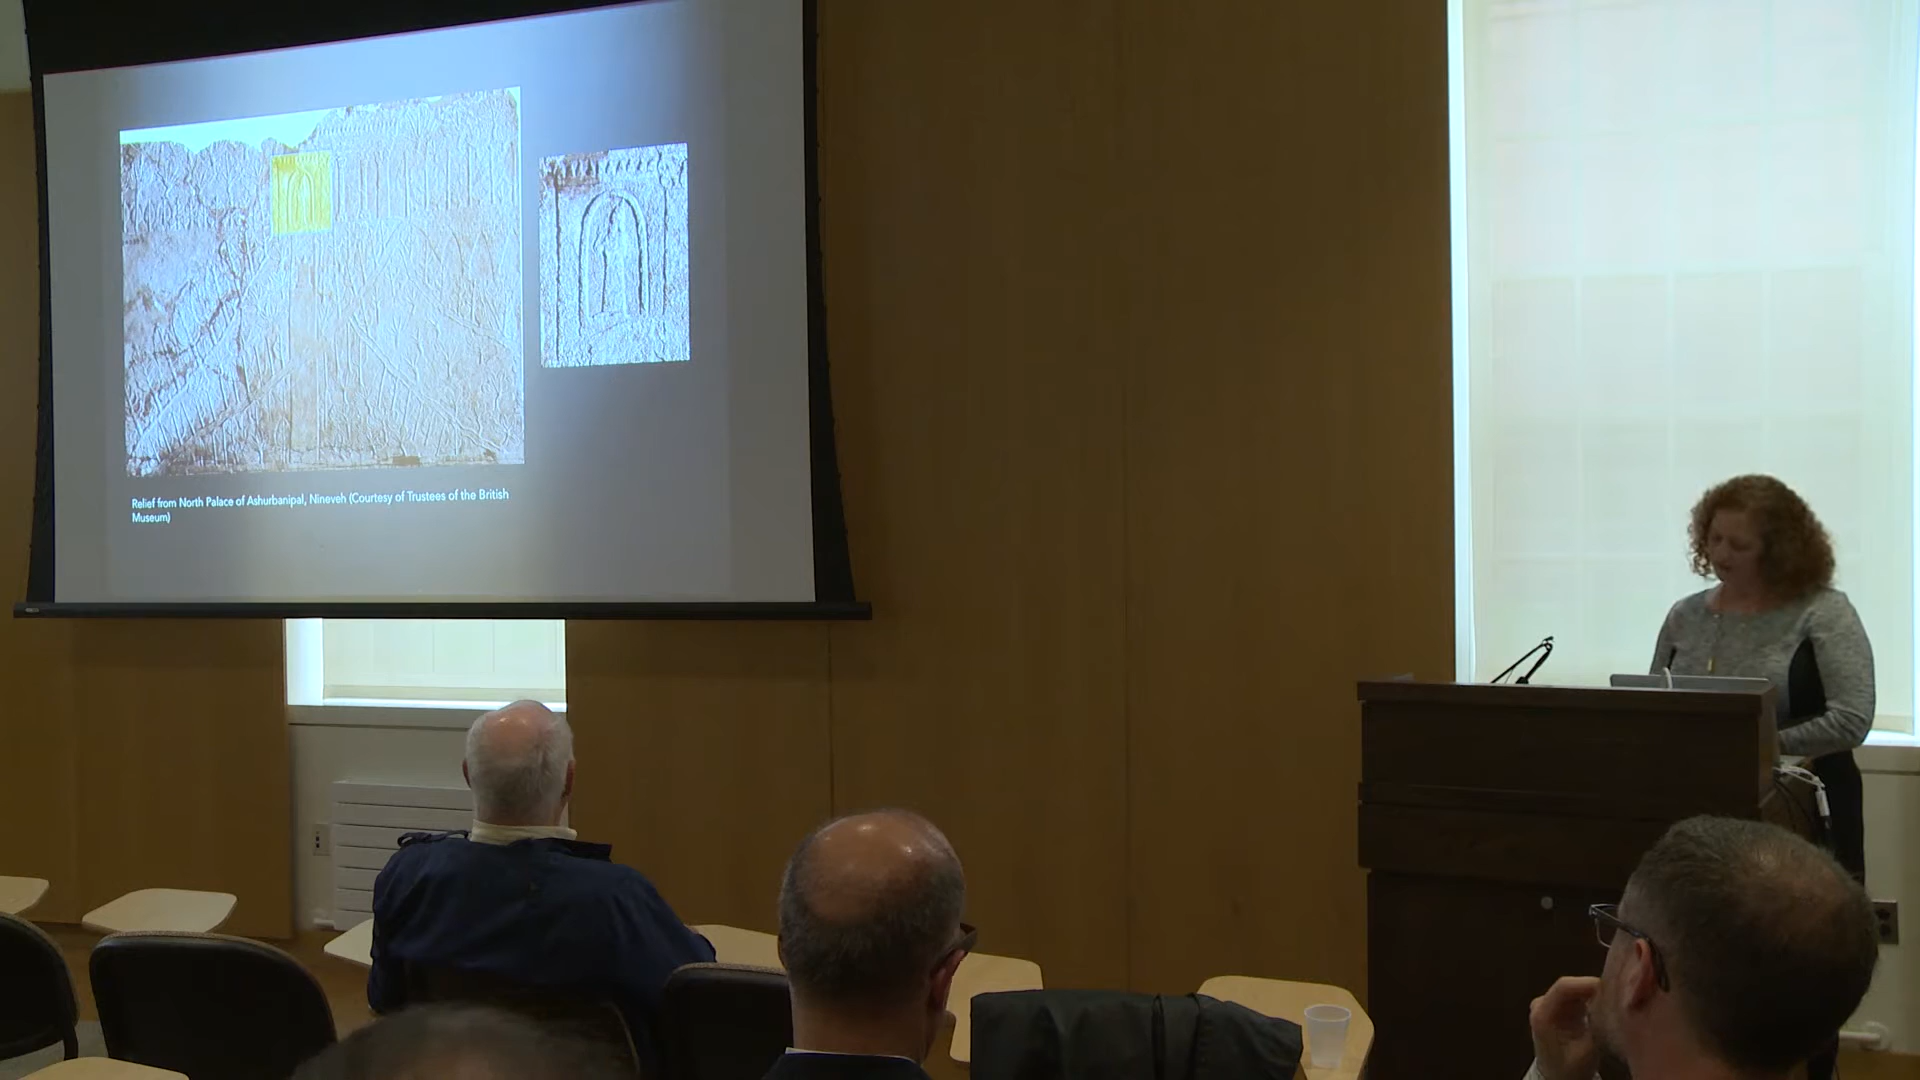 Relief from North Palace of Ashurbanipal, Nineveh (Courtesy of Trustees of the British
Museum)